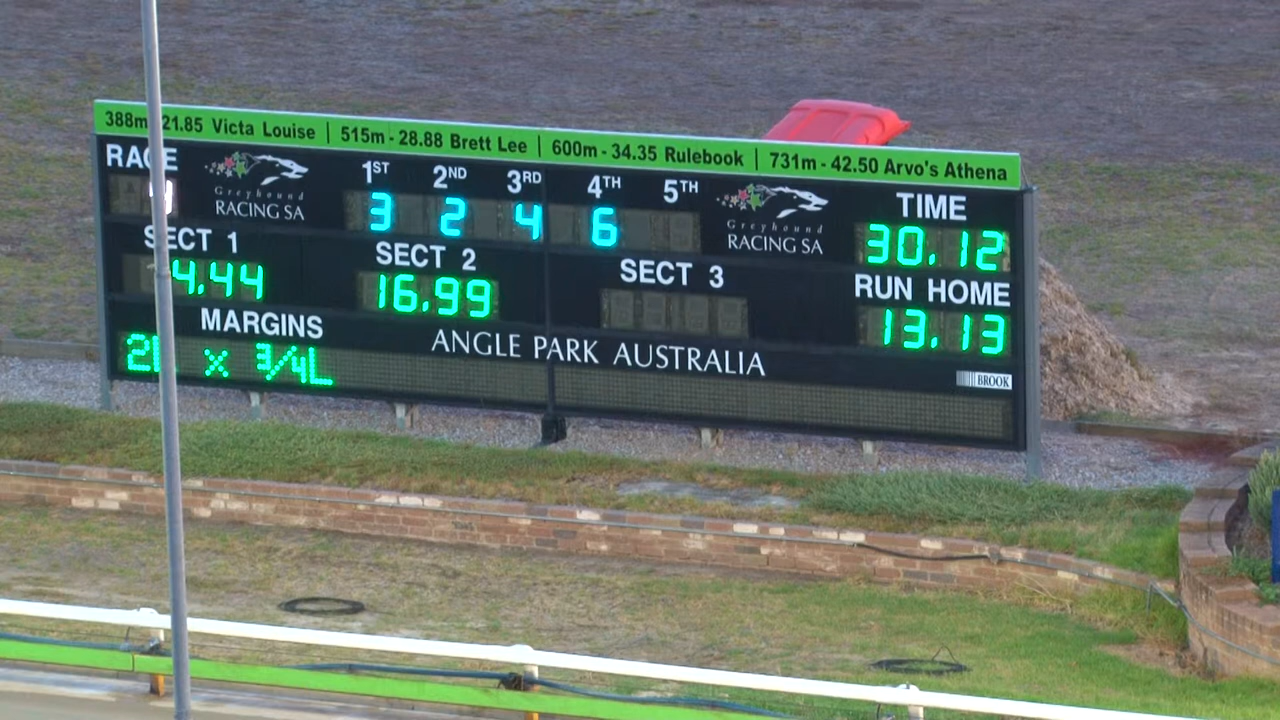 388m 21.85 Victa Louise | 515m - 28.88 Brett Lee | 600m - 34.35 Rulebook | 731m - 42.50 Arvo's Athena
RACE
Greyhound
RACING SA
1ST 2ND 3RD 4TH 5TH
3 2 4 6
Greyhound
RACING SA
TIME
30.12
SECT 1
4.44
SECT 2
16.99
SECT 3
RUN HOME
13.13
MARGINS
2L x 3/4L
ANGLE PARK AUSTRALIA
BROOK